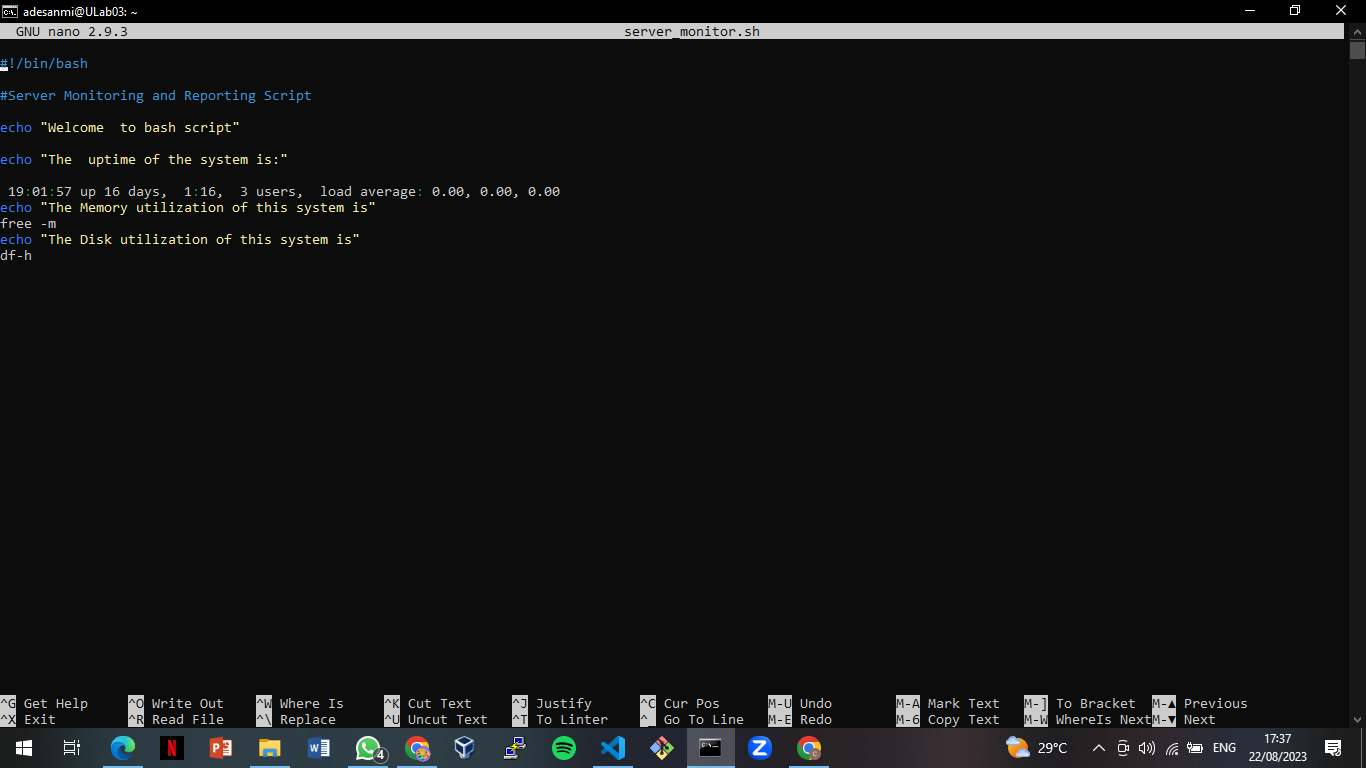 adesanmi@ULab03: ~
GNU nano 2.9.3 server_monitor.sh
#!/bin/bash
#Server Monitoring and Reporting Script
echo "Welcome  to bash script"
echo "The  uptime of the system is:"
 19:01:57 up 16 days,  1:16,  3 users,  load average: 0.00, 0.00, 0.00
echo "The Memory utilization of this system is"
free -m
echo "The Disk utilization of this system is"
df-h
^G Get Help ^O Write Out ^W Where Is ^K Cut Text ^J Justify ^C Cur Pos M-U Undo M-A Mark Text M-] To Bracket M-▲ Previous
^X Exit ^R Read File ^\ Replace ^U Uncut Text ^T To Linter ^_ Go To Line M-E Redo M-6 Copy Text M-W WhereIs Next M-▼ Next
4
29°C
ENG
17:37
22/08/2023